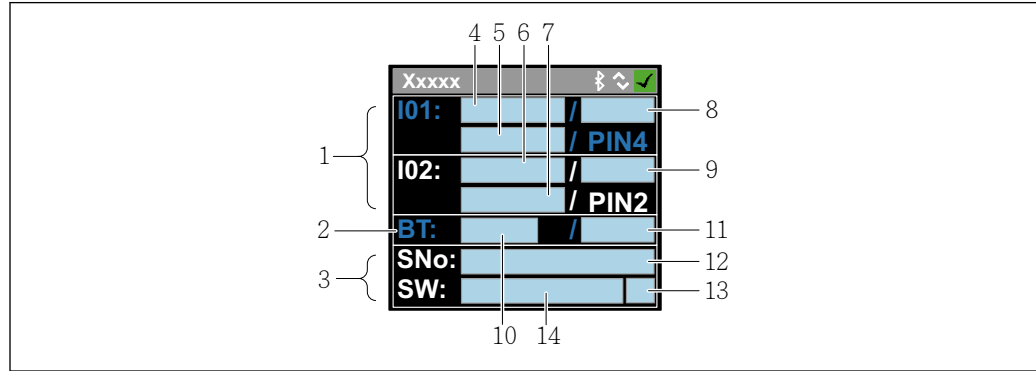 4 5 6 7
Xxxxx
I01: / 8
1 / PIN4
I02: / 9
/ PIN2
2 BT: / 11
3 SNo: 12
SW: 13
10 14